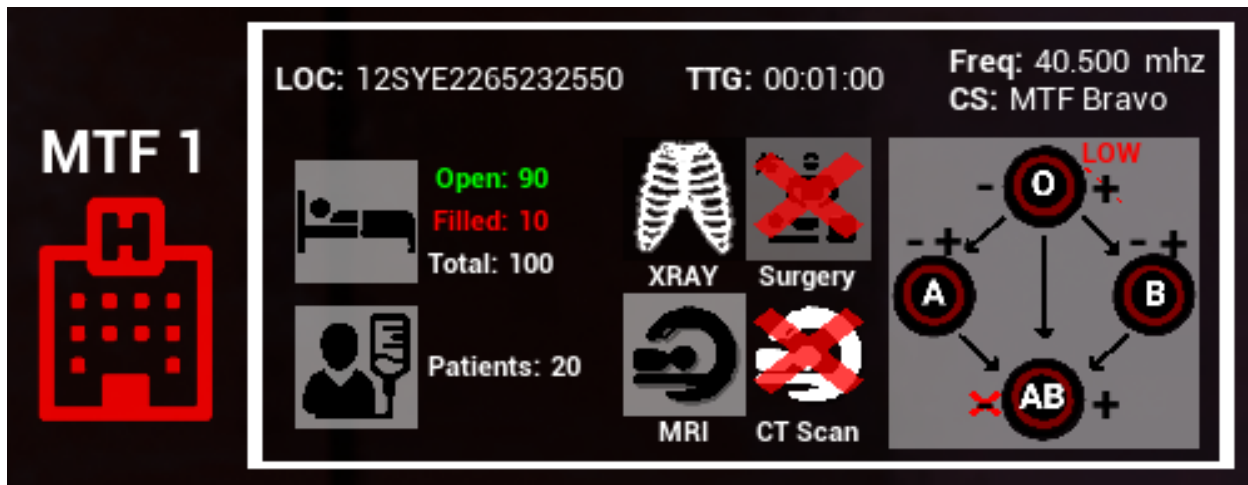 MTF 1
H
LOC: 12SYE2265232550
TTG: 00:01:00
Freq: 40.500 mhz
CS: MTF Bravo
Open: 90
Filled: 10
Total: 100
Patients: 20
XRAY
Surgery
MRI
CT Scan
LOW
- O +
- +
- +
A
B
- AB +